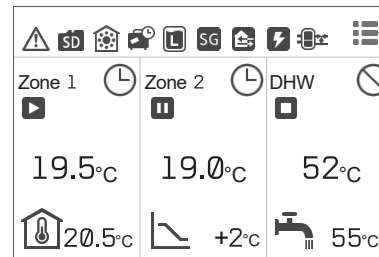 SD L SG
Zone 1 Zone 2 DHW
19.5°C 19.0°C 52°C
20.5°C +2°C 55°C